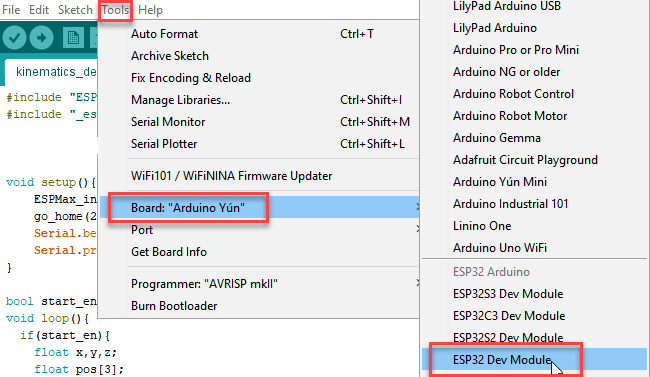 File Edit Sketch Tools
kinematics_de
#include "ESP
#include "_es
void setup(){
ESPMax_in
go_home(2
Serial.be
Serial.pr
}
bool start_en
void loop(){
if(start_en){
float x,y,z;
float pos[3];
Auto Format Ctrl+T
Archive Sketch
Fix Encoding & Reload
Manage Libraries... Ctrl+Shift+I
Serial Monitor Ctrl+Shift+M
Serial Plotter Ctrl+Shift+L
WiFi101 / WiFiNINA Firmware Updater
Board: "Arduino Yún"
Port
Get Board Info
Programmer: "AVRISP mkII"
Burn Bootloader
LilyPad Arduino USB
LilyPad Arduino
Arduino Pro or Pro Mini
Arduino NG or older
Arduino Robot Control
Arduino Robot Motor
Arduino Gemma
Adafruit Circuit Playground
Arduino Yún Mini
Arduino Industrial 101
Linino One
Arduino Uno WiFi
ESP32 Arduino
ESP32S3 Dev Module
ESP32C3 Dev Module
ESP32S2 Dev Module
ESP32 Dev Module